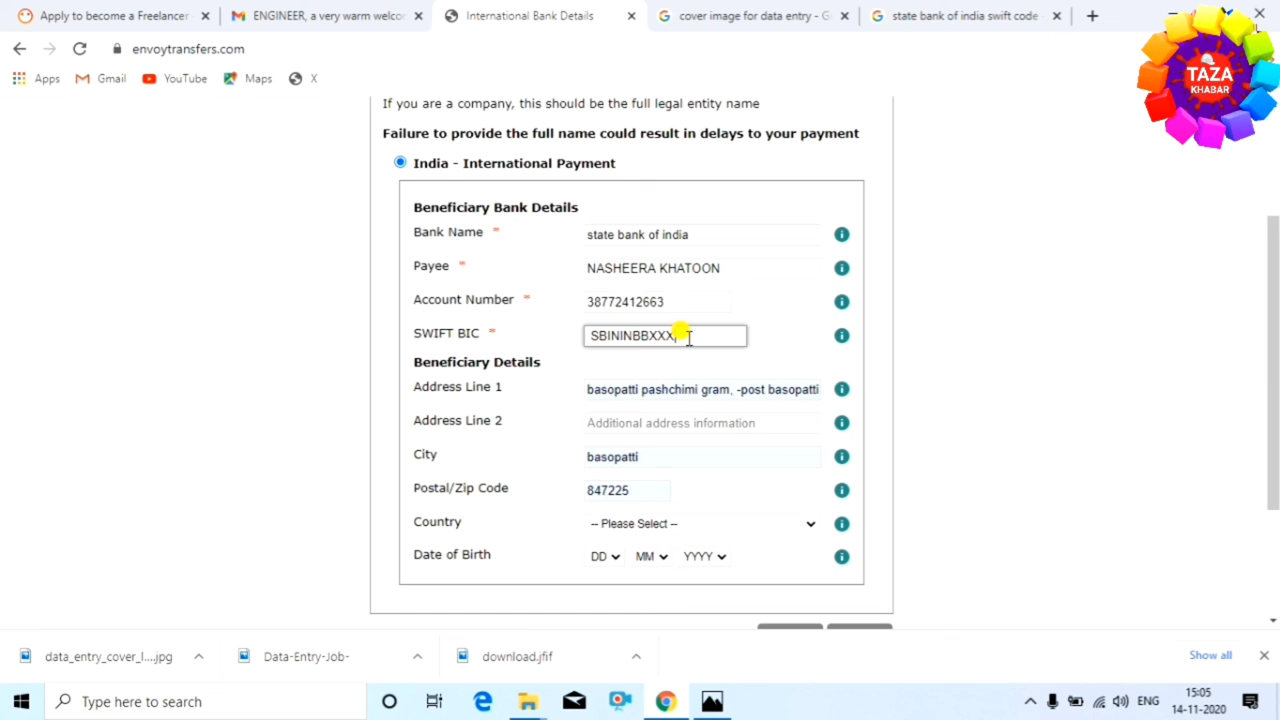 Apply to become a Freelancer
ENGINEER, a very warm welco
International Bank Details
cover image for data entry - G
state bank of india swift code -
envoytransfers.com
Apps
Gmail
YouTube
Maps
X
TAZA
KHABAR
If you are a company, this should be the full legal entity name
Failure to provide the full name could result in delays to your payment
India - International Payment
Beneficiary Bank Details
Bank Name * state bank of india
Payee * NASHEERA KHATOON
Account Number * 38772412663
SWIFT BIC * SBININBBXXX
Beneficiary Details
Address Line 1 basopatti pashchimi gram, -post basopatti
Address Line 2 Additional address information
City basopatti
Postal/Zip Code 847225
Country -- Please Select --
Date of Birth DD MM YYYY
data_entry_cover_l....jpg
Data-Entry-Job-
download.jfif
Show all
Type here to search
ENG
15:05
14-11-2020